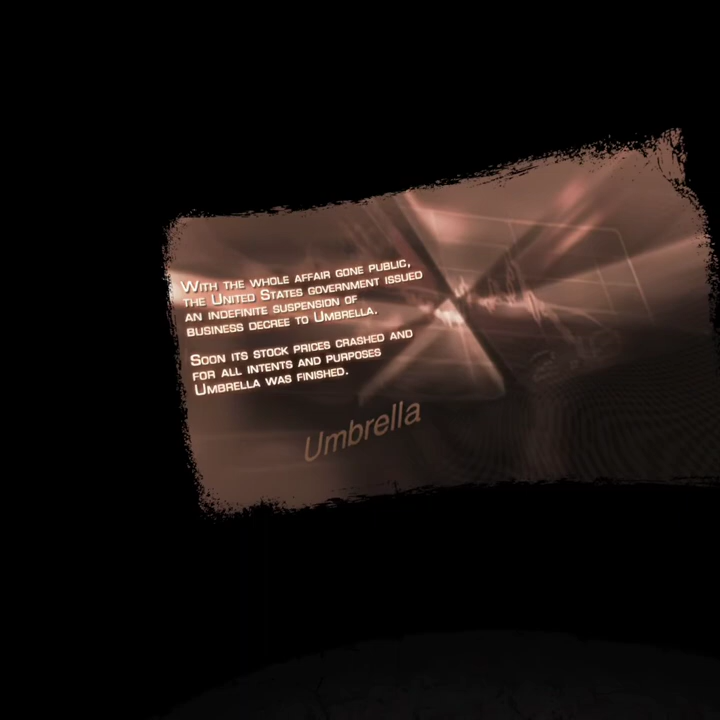 With the whole affair gone public,
the United States government issued
an indefinite suspension of
business decree to Umbrella.
Soon its stock prices crashed and
for all intents and purposes
Umbrella was finished.
Umbrella